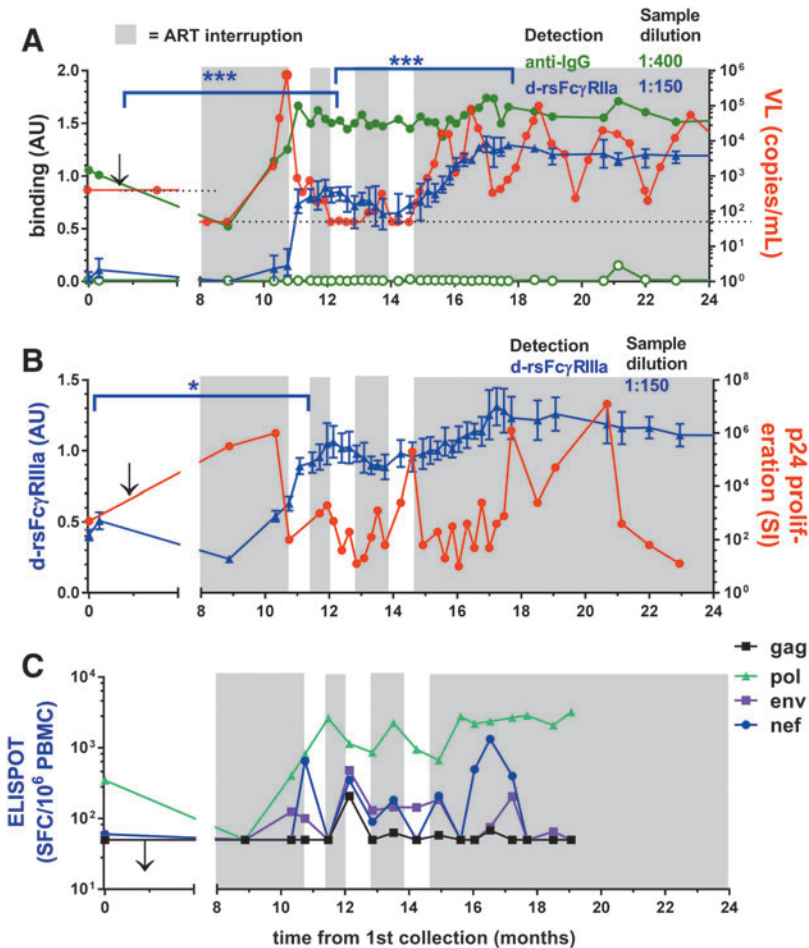 A
= ART interruption
Detection
Sample dilution
anti-IgG
1:400
d-rsFcγRIIa
1:150
***
***
binding (AU)
2.0
1.5
1.0
0.5
0.0
VL (copies/mL)
10⁶
10⁵
10⁴
10³
10²
10¹
10⁰
0
8 10 12 14 16 18 20 22 24
B
Detection
Sample dilution
d-rsFcγRIIIa
1:150
*
d-rsFcγRIIIa (AU)
1.5
1.0
0.5
0.0
p24 prolif-
eration (SI)
10⁸
10⁶
10⁴
10²
10⁰
0
8 10 12 14 16 18 20 22 24
C
gag
pol
env
nef
ELISPOT
(SFC/10⁶ PBMC)
10⁴
10³
10²
10¹
0
8 10 12 14 16 18 20 22 24
time from 1st collection (months)